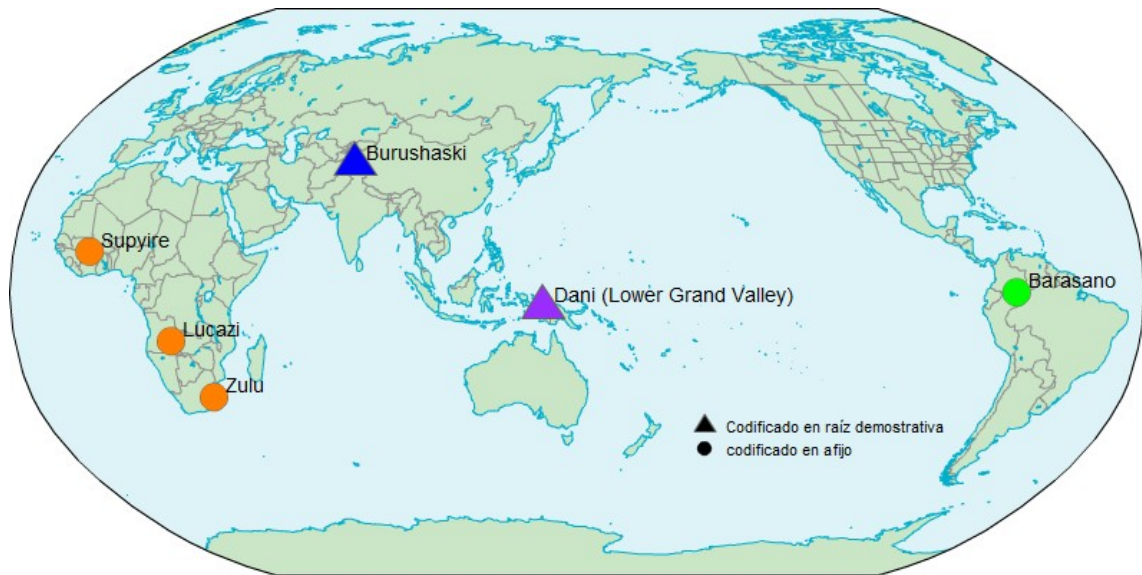 Burushaski
Supyire
Dani (Lower Grand Valley)
Barasano
Lucazi
Zulu
Codificado en raíz demostrativa
codificado en afijo